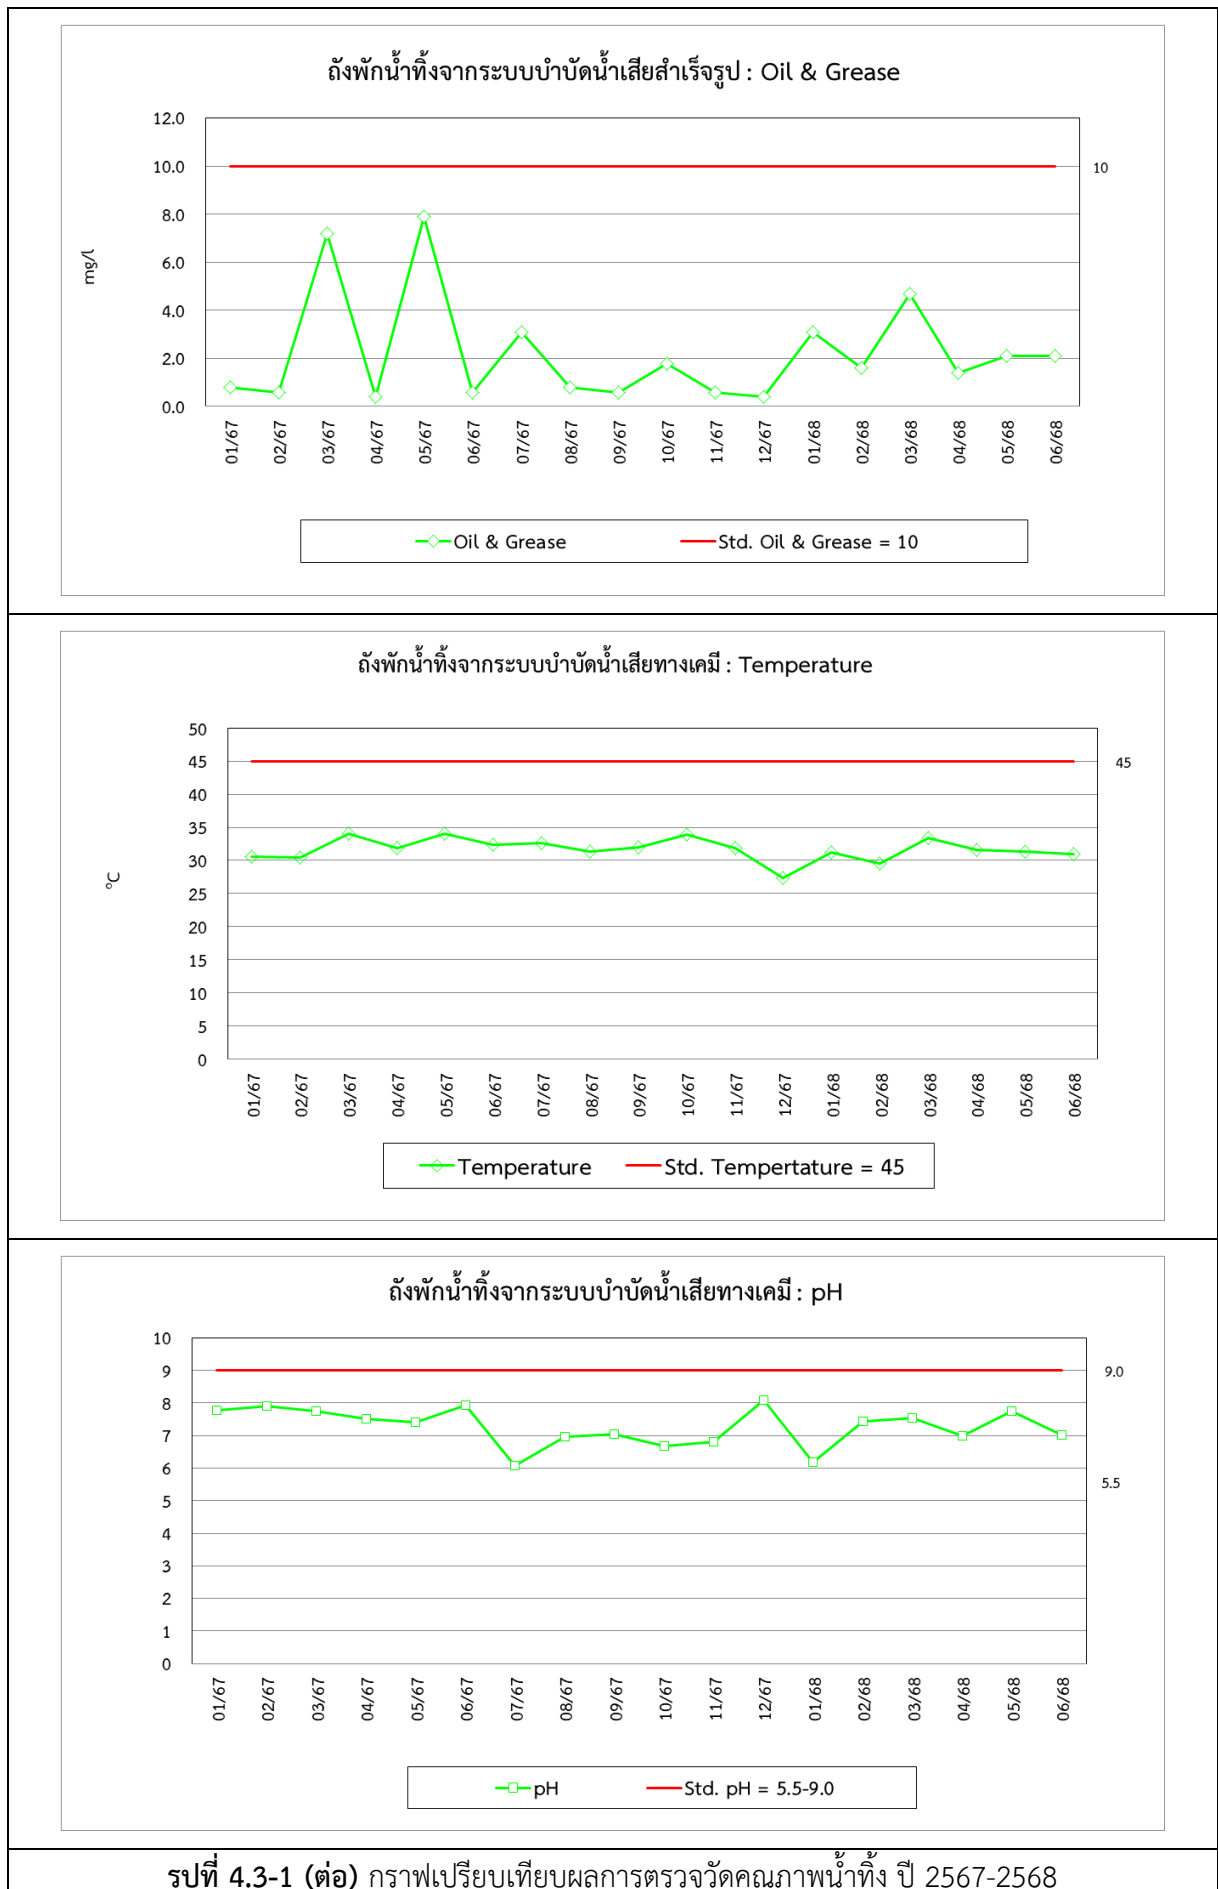 ถังพักน้ำทิ้งจากระบบบำบัดน้ำเสียสำเร็จรูป : Oil & Grease
12.0
10.0
8.0
6.0
4.0
2.0
0.0
mg/l
10
01/67 02/67 03/67 04/67 05/67 06/67 07/67 08/67 09/67 10/67 11/67 12/67 01/68 02/68 03/68 04/68 05/68 06/68
Oil & Grease Std. Oil & Grease = 10
ถังพักน้ำทิ้งจากระบบบำบัดน้ำเสียทางเคมี : Temperature
50
45
40
35
30
25
20
15
10
5
0
°C
45
01/67 02/67 03/67 04/67 05/67 06/67 07/67 08/67 09/67 10/67 11/67 12/67 01/68 02/68 03/68 04/68 05/68 06/68
Temperature Std. Tempertature = 45
ถังพักน้ำทิ้งจากระบบบำบัดน้ำเสียทางเคมี : pH
10
9
8
7
6
5
4
3
2
1
0
9.0
5.5
01/67 02/67 03/67 04/67 05/67 06/67 07/67 08/67 09/67 10/67 11/67 12/67 01/68 02/68 03/68 04/68 05/68 06/68
pH Std. pH = 5.5-9.0
รูปที่ 4.3-1 (ต่อ) กราฟเปรียบเทียบผลการตรวจวัดคุณภาพน้ำทิ้ง ปี 2567-2568